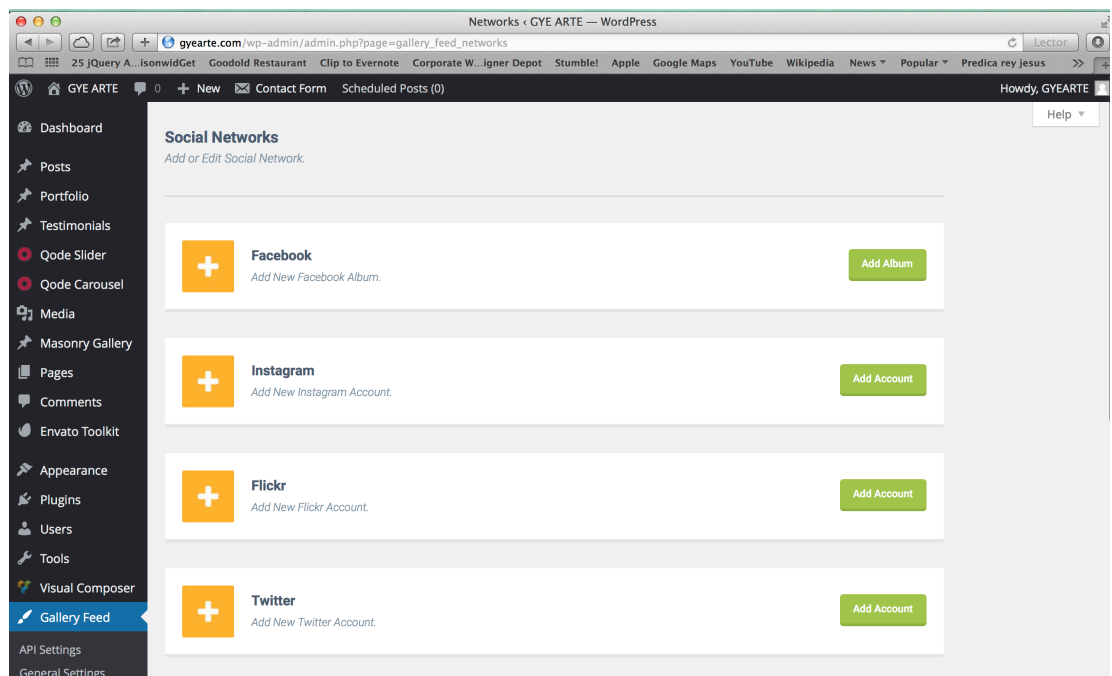 Networks ‹ GYE ARTE — WordPress
gyearte.com/wp-admin/admin.php?page=gallery_feed_networks
Lector
25 jQuery A...isonwidGet Goodold Restaurant Clip to Evernote Corporate W...igner Depot Stumble! Apple Google Maps YouTube Wikipedia News Popular Predica rey jesus
GYE ARTE 0 New Contact Form Scheduled Posts (0) Howdy, GYEARTE
Help
Dashboard
Posts
Portfolio
Testimonials
Qode Slider
Qode Carousel
Media
Masonry Gallery
Pages
Comments
Envato Toolkit
Appearance
Plugins
Users
Tools
Visual Composer
Gallery Feed
API Settings
General Settings
Social Networks
Add or Edit Social Network.
Facebook
Add New Facebook Album.
Add Album
Instagram
Add New Instagram Account.
Add Account
Flickr
Add New Flickr Account.
Add Account
Twitter
Add New Twitter Account.
Add Account